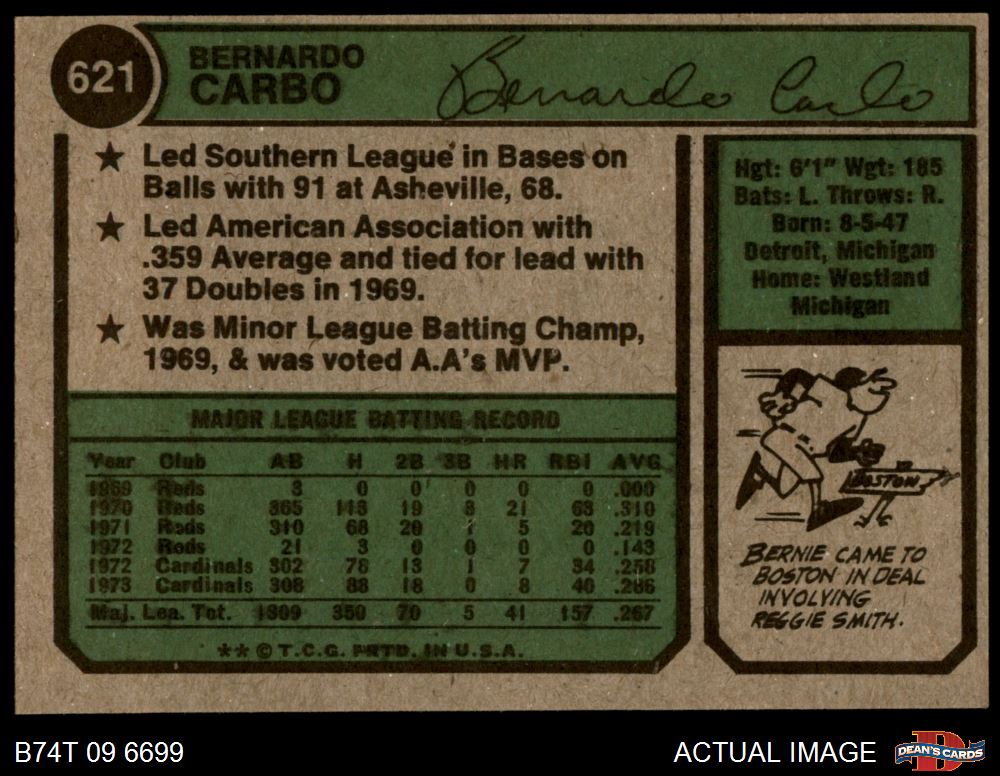 621
BERNARDO
CARBO
Bernardo Carbo
★ Led Southern League in Bases on
Balls with 91 at Asheville, 68.
★ Led American Association with
.359 Average and tied for lead with
37 Doubles in 1969.
★ Was Minor League Batting Champ,
1969, & was voted A.A's MVP.
Hgt: 6'1" Wgt: 185
Bats: L. Throws: R.
Born: 8-5-47
Detroit, Michigan
Home: Westland
Michigan
MAJOR LEAGUE BATTING RECORD
Year Club AB H 2B 3B HR RBI AVG
1969 Reds 3 0 0 0 0 0 .000
1970 Reds 365 113 19 3 21 63 .310
1971 Reds 310 68 20 1 5 20 .219
1972 Reds 21 3 0 0 0 0 .143
1972 Cardinals 302 78 13 1 7 34 .258
1973 Cardinals 308 88 18 0 8 40 .286
Maj. Lea. Tot. 1309 350 70 5 41 157 .267
** © T.C.G. PRTD. IN U.S.A.
BOSTON
BERNIE CAME TO
BOSTON IN DEAL
INVOLVING
REGGIE SMITH.
B74T 09 6699
ACTUAL IMAGE
D
DEAN'S CARDS